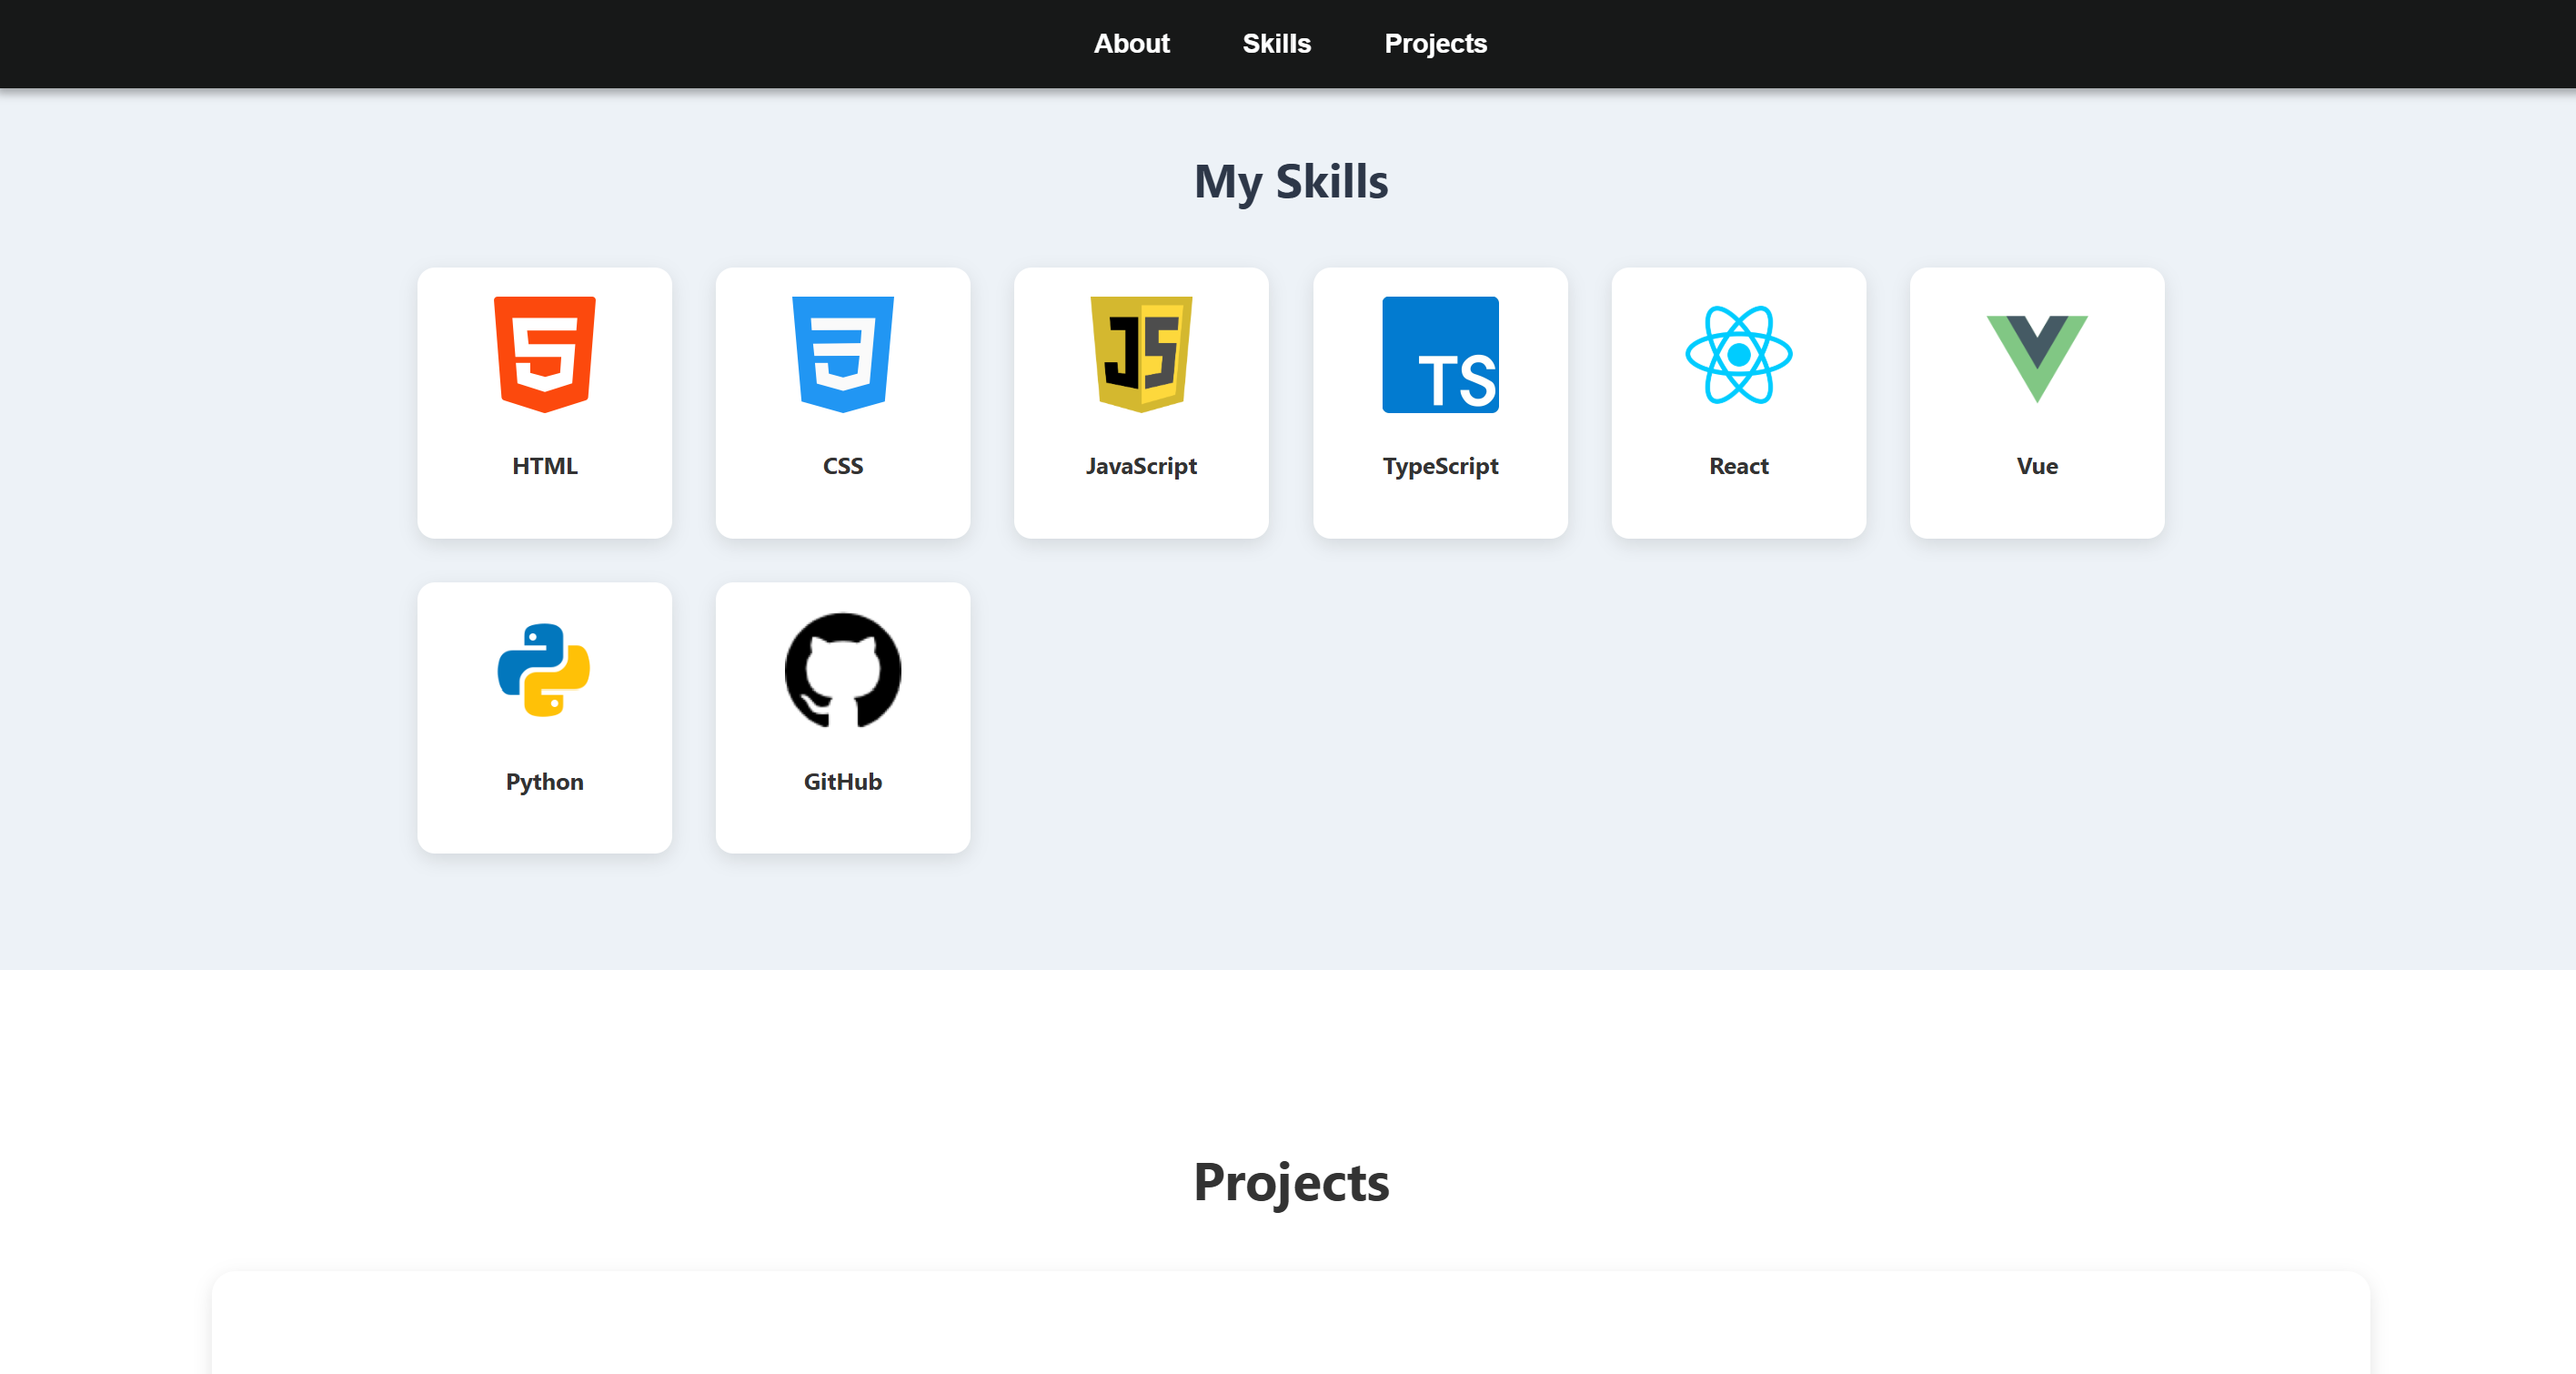 About Skills Projects
My Skills
JS TS
HTML CSS JavaScript TypeScript React Vue
Python GitHub
Projects